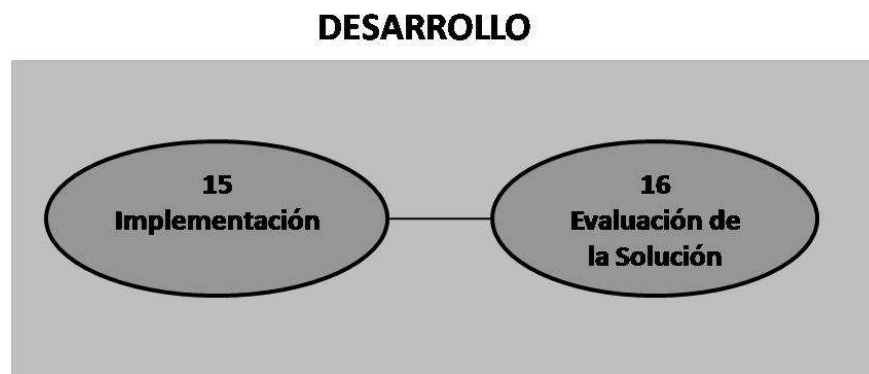 DESARROLLO
15
Implementación
16
Evaluación de
la Solución